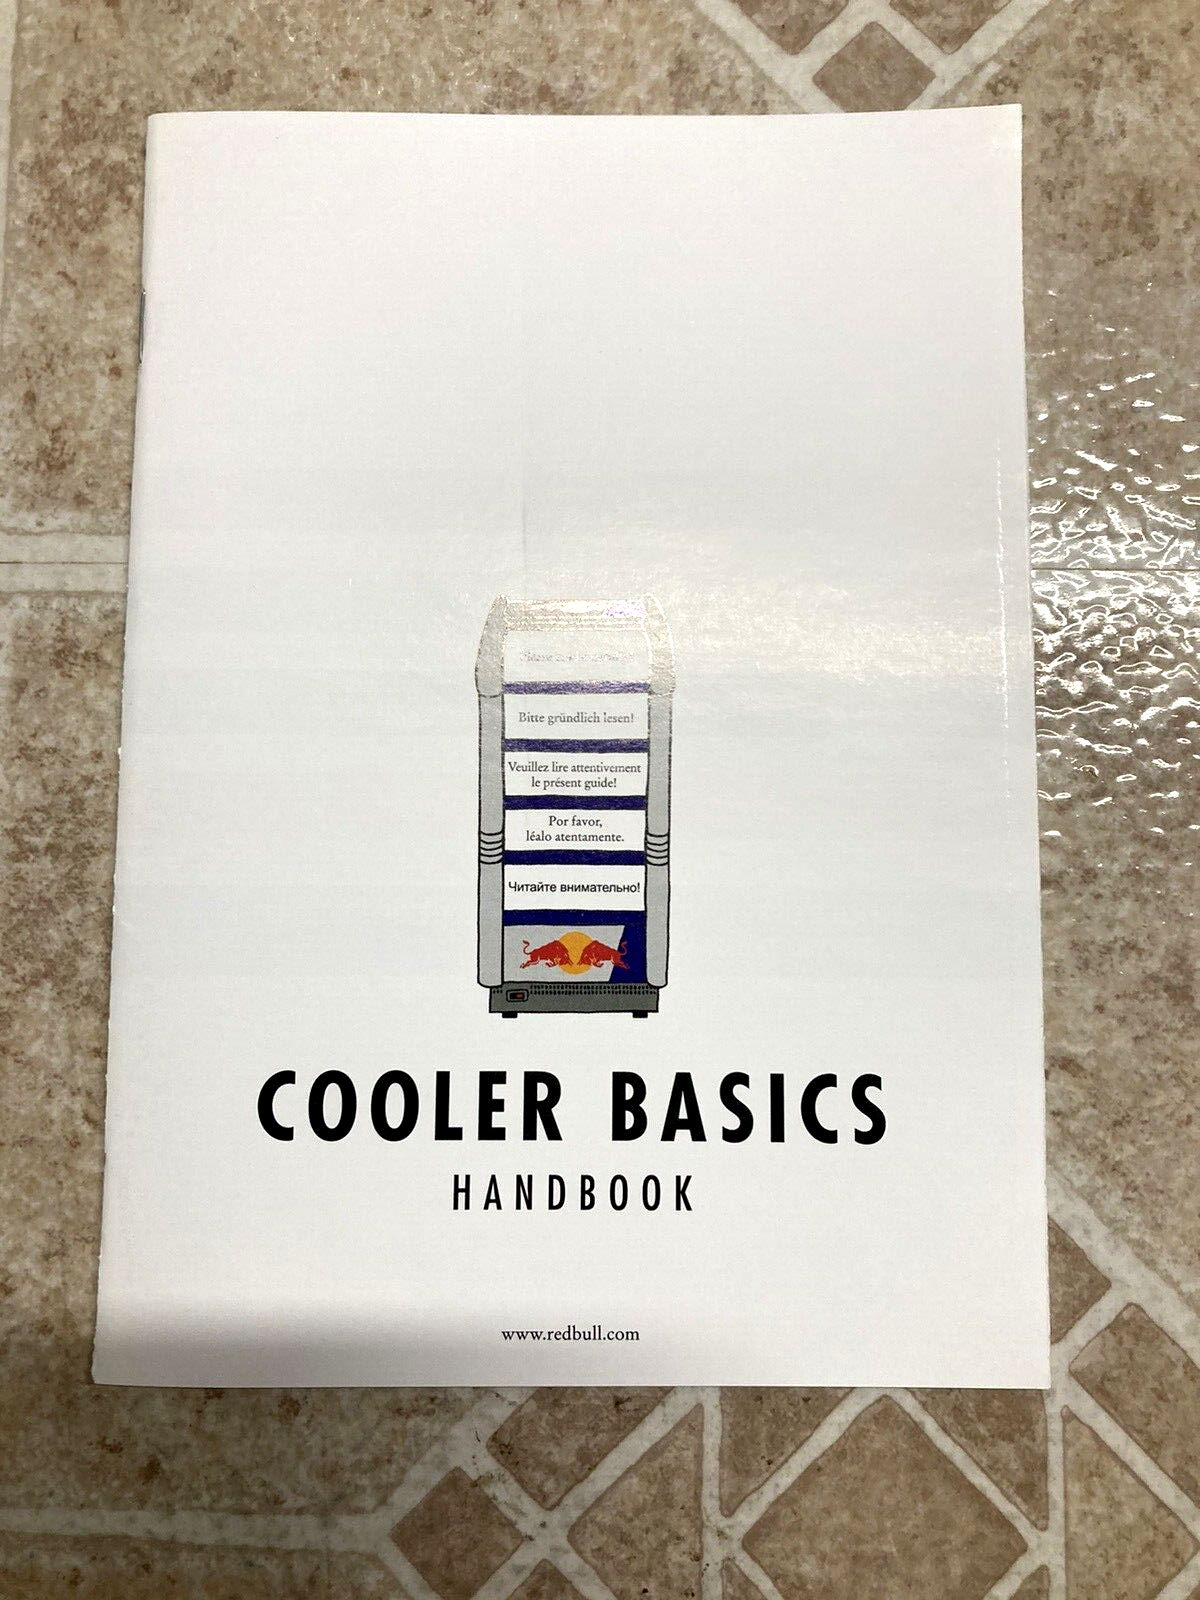 Bitte gründlich lesen!
Veuillez lire attentivement
le présent guide!
Por favor,
léalo atentamente.
Читайте внимательно!
COOLER BASICS
HANDBOOK
www.redbull.com